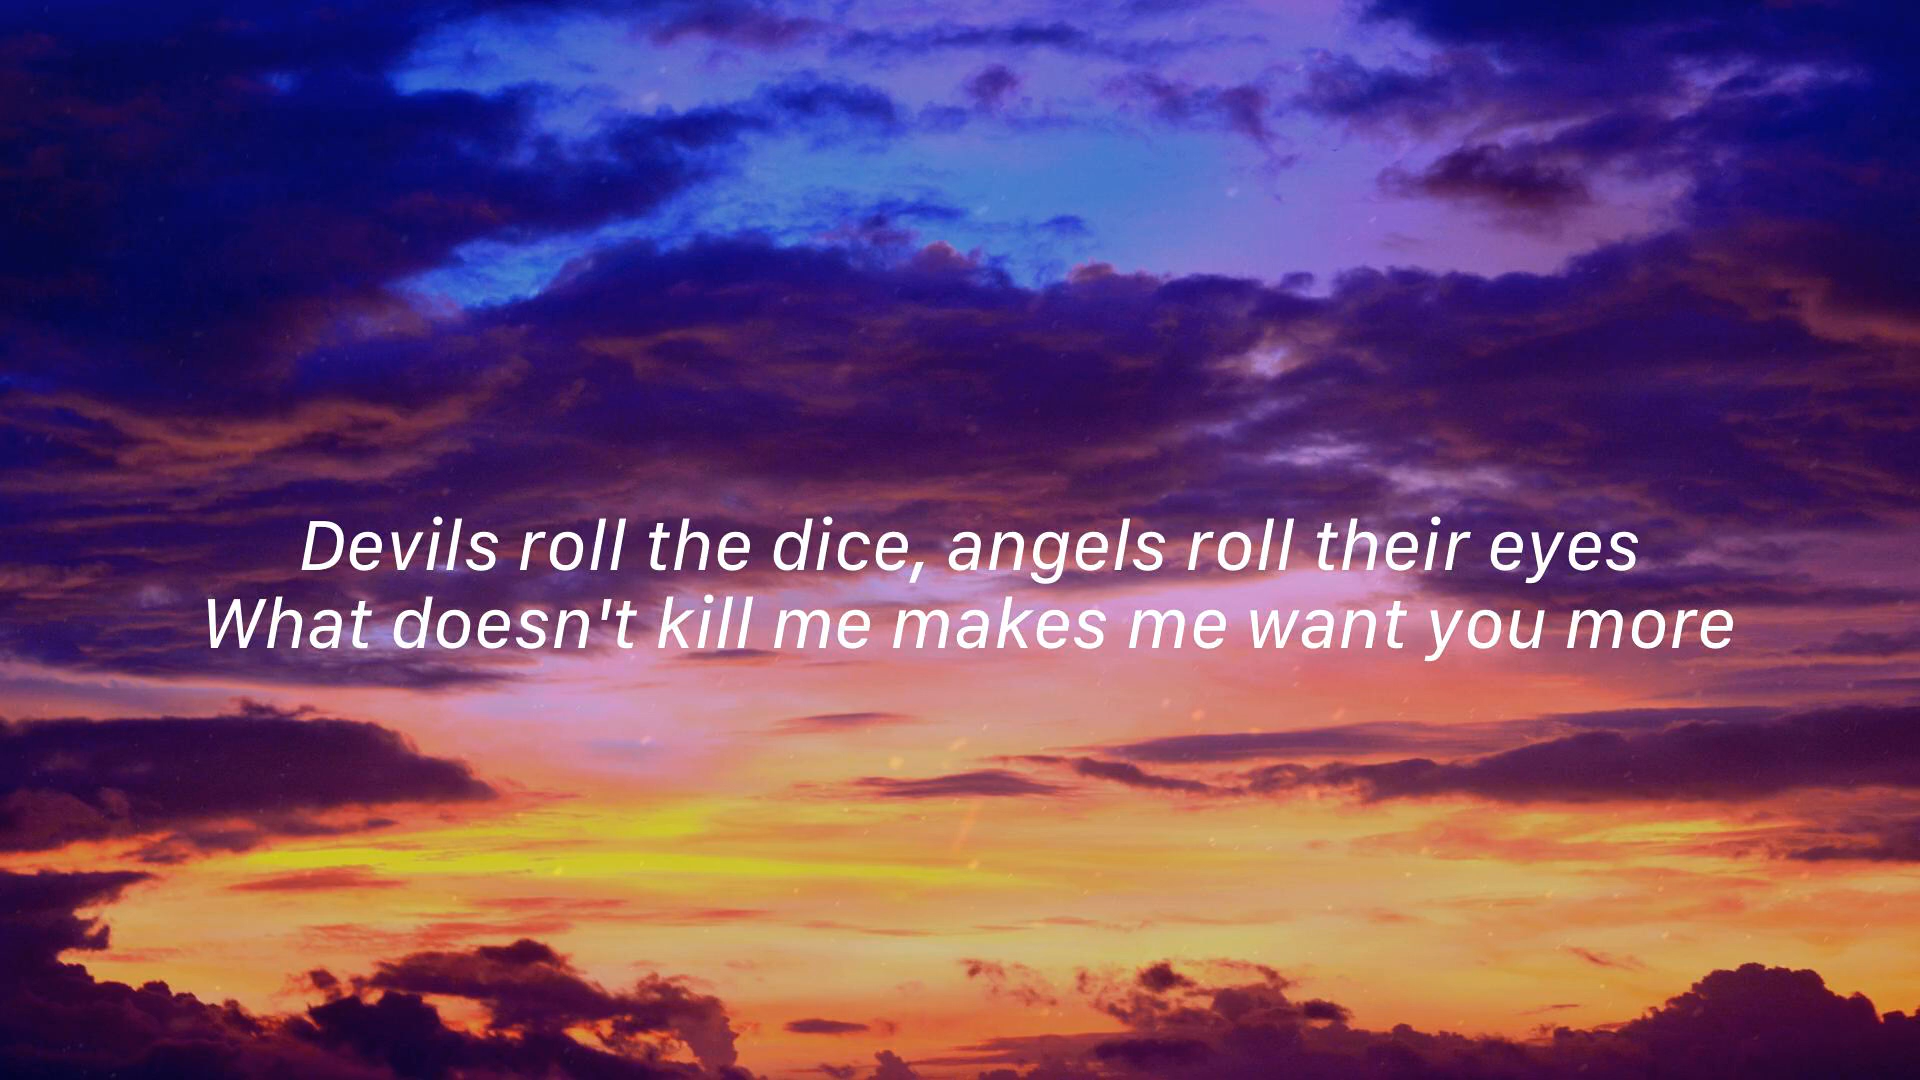 Devils roll the dice, angels roll their eyes
What doesn't kill me makes me want you more